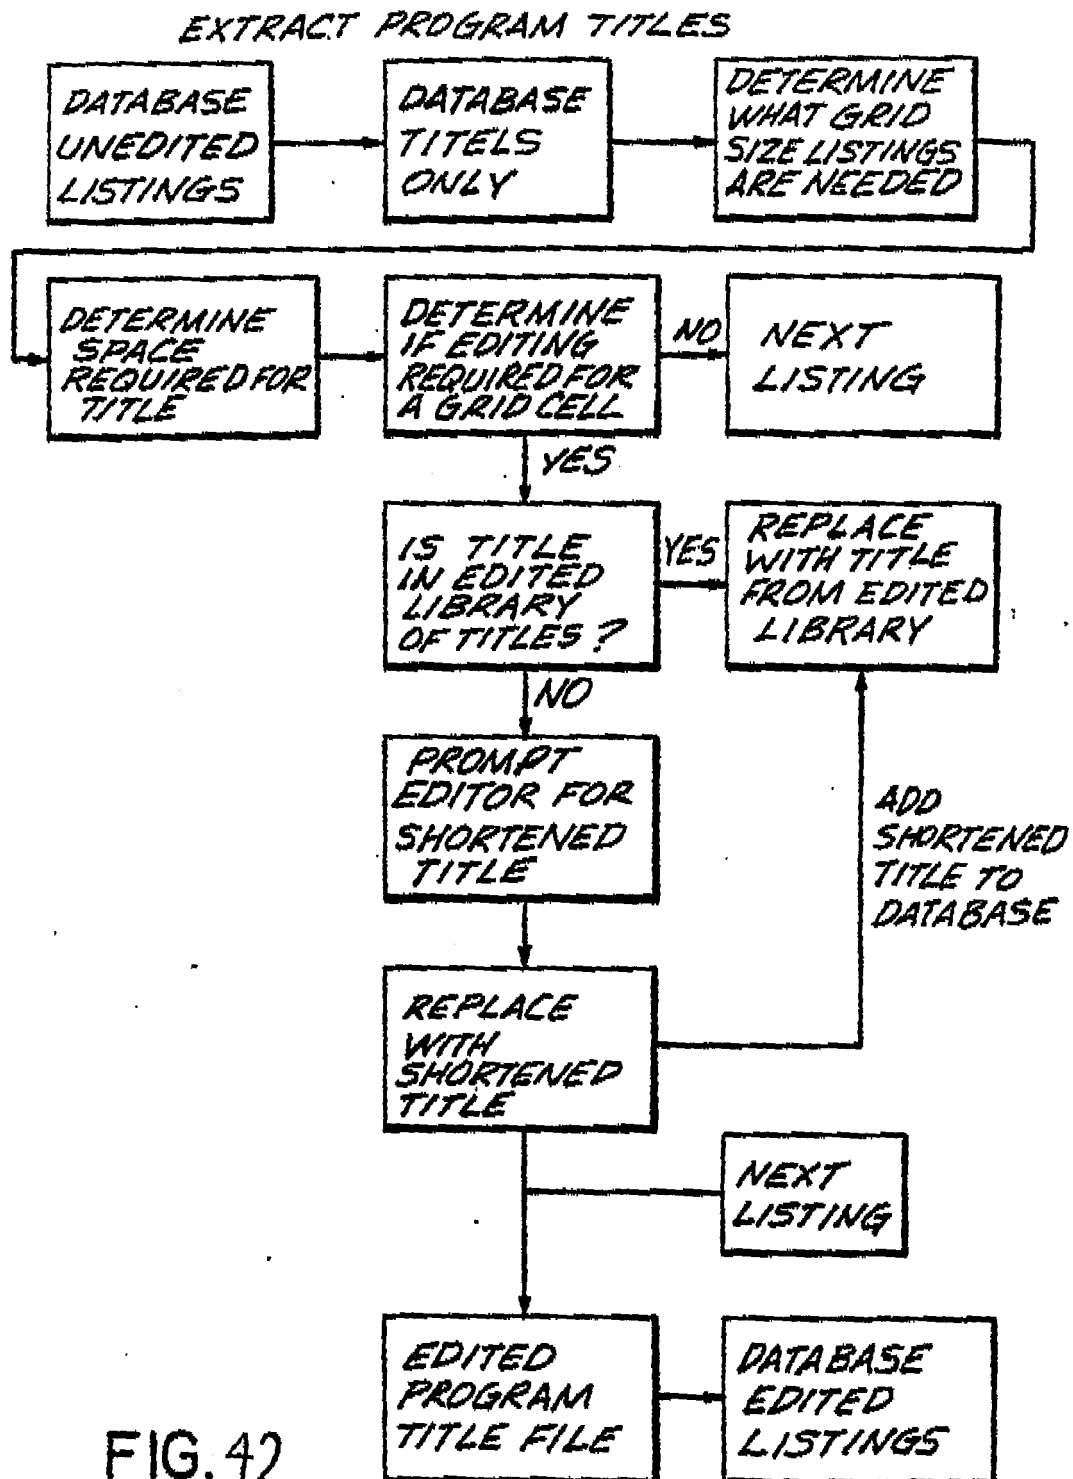 EXTRACT PROGRAM TITLES
DATABASE
UNEDITED
LISTINGS
DATABASE
TITELS
ONLY
DETERMINE
WHAT GRID
SIZE LISTINGS
ARE NEEDED
DETERMINE
SPACE
REQUIRED FOR
TITLE
DETERMINE
IF EDITING
REQUIRED FOR
A GRID CELL
NO
NEXT
LISTING
YES
IS TITLE
IN EDITED
LIBRARY
OF TITLES?
YES
REPLACE
WITH TITLE
FROM EDITED
LIBRARY
NO
PROMPT
EDITOR FOR
SHORTENED
TITLE
ADD
SHORTENED
TITLE TO
DATABASE
REPLACE
WITH
SHORTENED
TITLE
NEXT
LISTING
EDITED
PROGRAM
TITLE FILE
DATABASE
EDITED
LISTINGS
FIG. 42